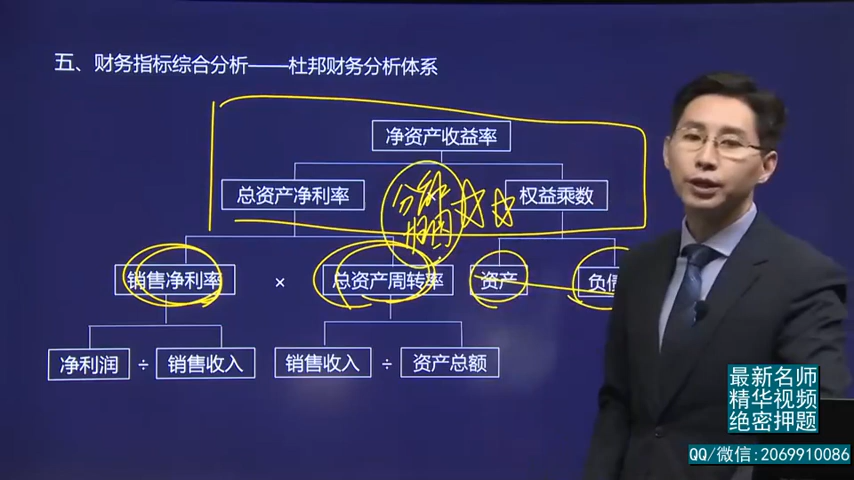 五、财务指标综合分析——杜邦财务分析体系
净资产收益率
总资产净利率
权益乘数
销售净利率 × 总资产周转率 资产 负债
净利润 ÷ 销售收入 销售收入 ÷ 资产总额
最新名师
精华视频
绝密押题
QQ/微信:2069910086